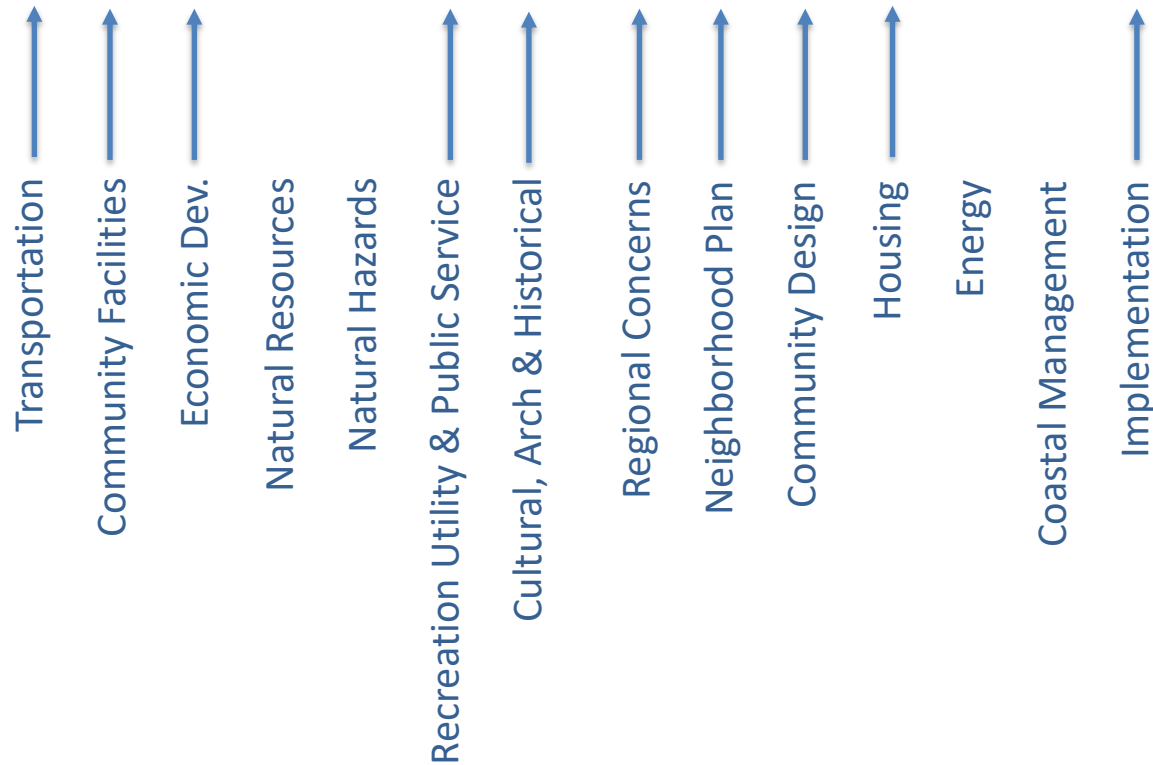 Transportation
Community Facilities
Economic Dev.
Natural Resources
Natural Hazards
Recreation Utility & Public Service
Cultural, Arch & Historical
Regional Concerns
Neighborhood Plan
Community Design
Housing
Energy
Coastal Management
Implementation